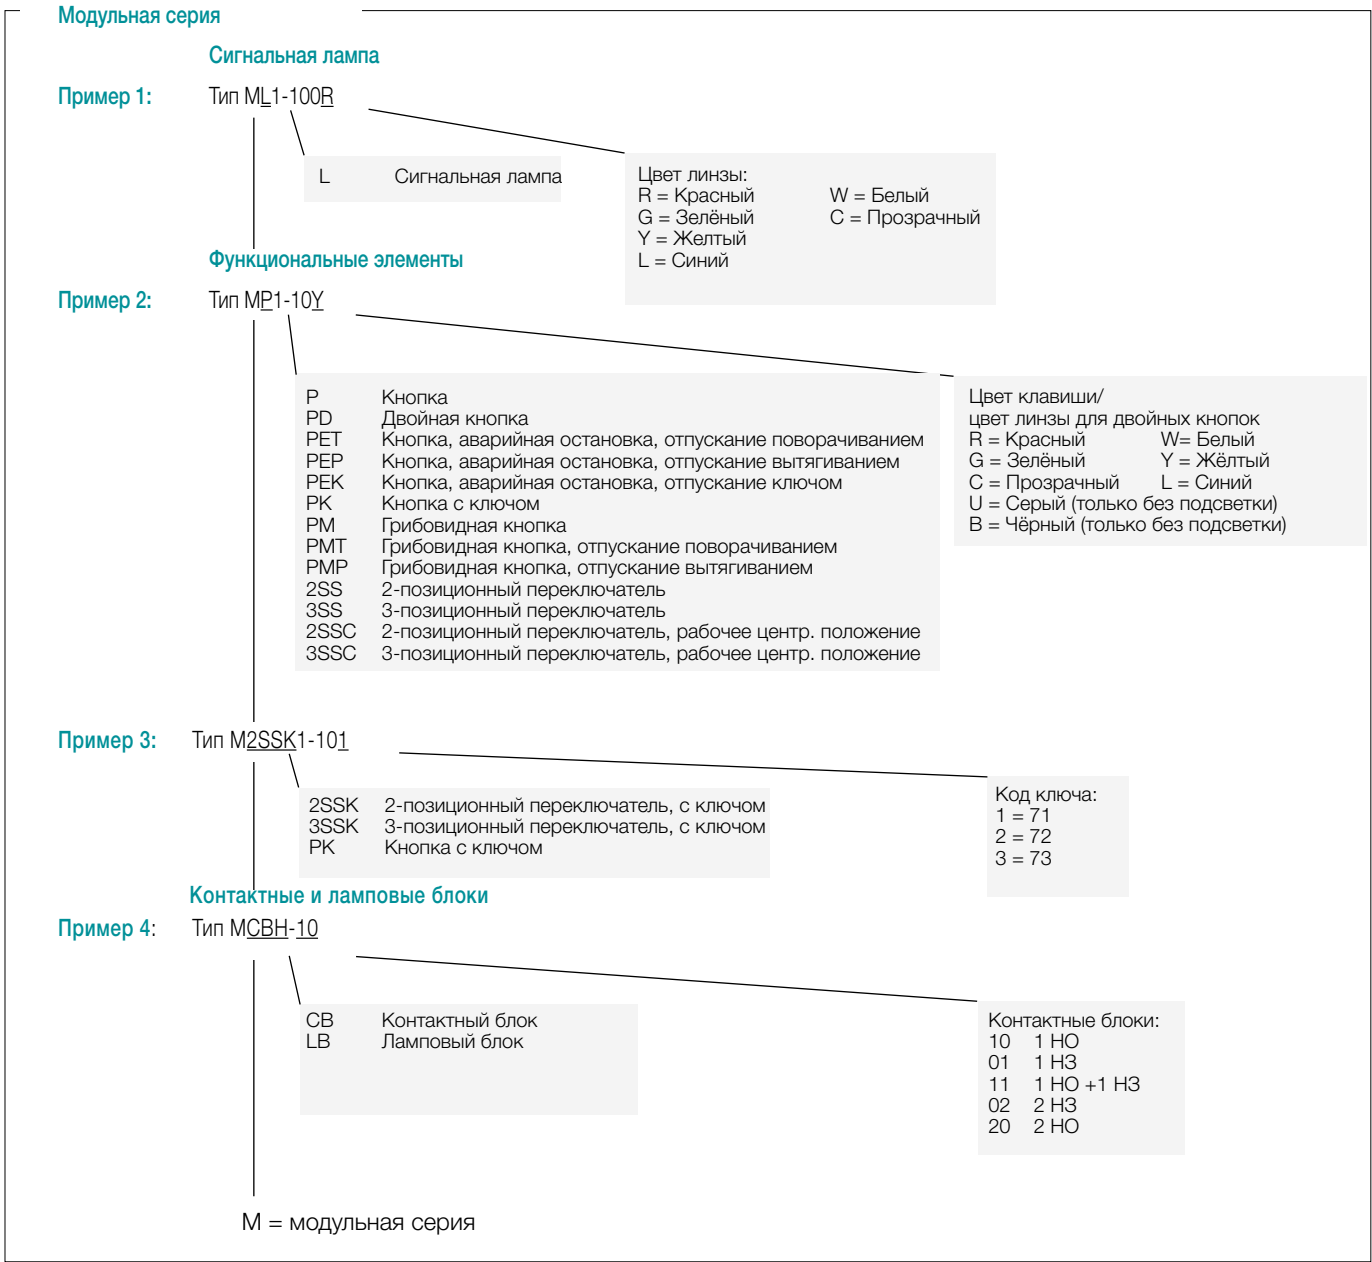 Модульная серия
Сигнальная лампа
Пример 1: Тип ML1-100R
L Сигнальная лампа
Цвет линзы:
R = Красный W = Белый
G = Зелёный C = Прозрачный
Y = Желтый
L = Синий
Функциональные элементы
Пример 2: Тип MP1-10Y
P Кнопка
PD Двойная кнопка
PET Кнопка, аварийная остановка, отпускание поворачиванием
PEP Кнопка, аварийная остановка, отпускание вытягиванием
PEK Кнопка, аварийная остановка, отпускание ключом
PK Кнопка с ключом
PM Грибовидная кнопка
PMT Грибовидная кнопка, отпускание поворачиванием
PMP Грибовидная кнопка, отпускание вытягиванием
2SS 2-позиционный переключатель
3SS 3-позиционный переключатель
2SSC 2-позиционный переключатель, рабочее центр. положение
3SSC 3-позиционный переключатель, рабочее центр. положение
Цвет клавиши/
цвет линзы для двойных кнопок
R = Красный W= Белый
G = Зелёный Y = Жёлтый
C = Прозрачный L = Синий
U = Серый (только без подсветки)
B = Чёрный (только без подсветки)
Пример 3: Тип M2SSK1-101
2SSK 2-позиционный переключатель, с ключом
3SSK 3-позиционный переключатель, с ключом
PK Кнопка с ключом
Код ключа:
1 = 71
2 = 72
3 = 73
Контактные и ламповые блоки
Пример 4: Тип MCBH-10
CB Контактный блок
LB Ламповый блок
Контактные блоки:
10 1 НО
01 1 НЗ
11 1 НО +1 НЗ
02 2 НЗ
20 2 НО
M = модульная серия